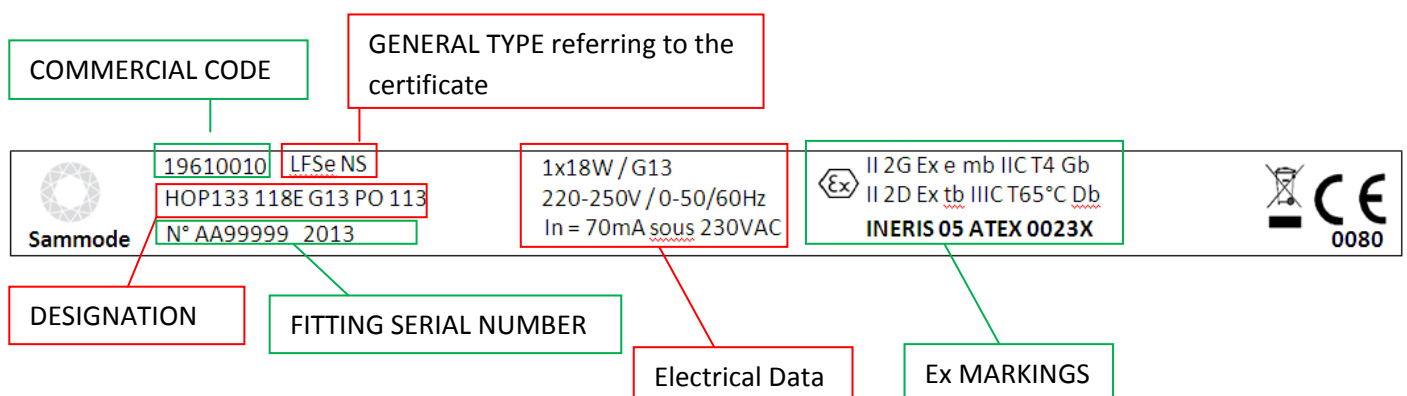 GENERAL TYPE referring to the
certificate
COMMERCIAL CODE
19610010 LFSe NS
HOP133 118E G13 PO 113
N° AA99999 2013
Sammode
1x18W / G13
220-250V / 0-50/60Hz
In = 70mA sous 230VAC
Ex
II 2G Ex e mb IIC T4 Gb
II 2D Ex tb IIIC T65°C Db
INERIS 05 ATEX 0023X
CE
0080
DESIGNATION
FITTING SERIAL NUMBER
Electrical Data
Ex MARKINGS